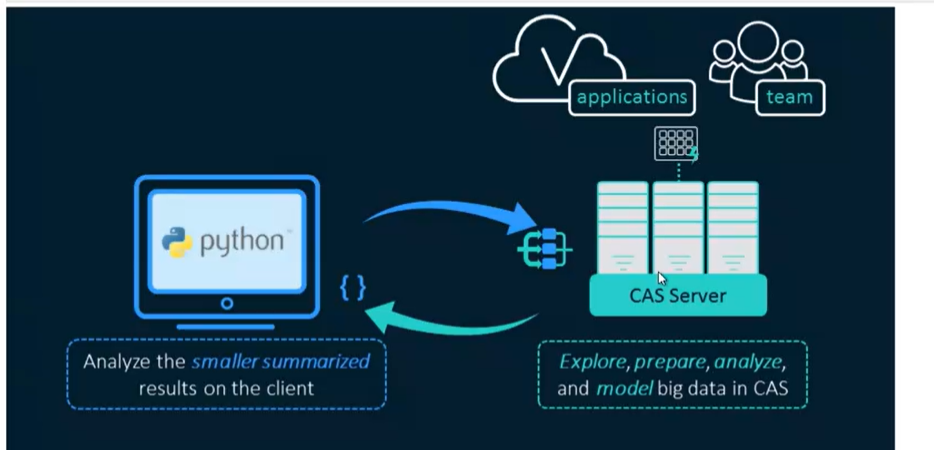 applications
team
python™
{ }
CAS Server
Analyze the smaller summarized
results on the client
Explore, prepare, analyze,
and model big data in CAS